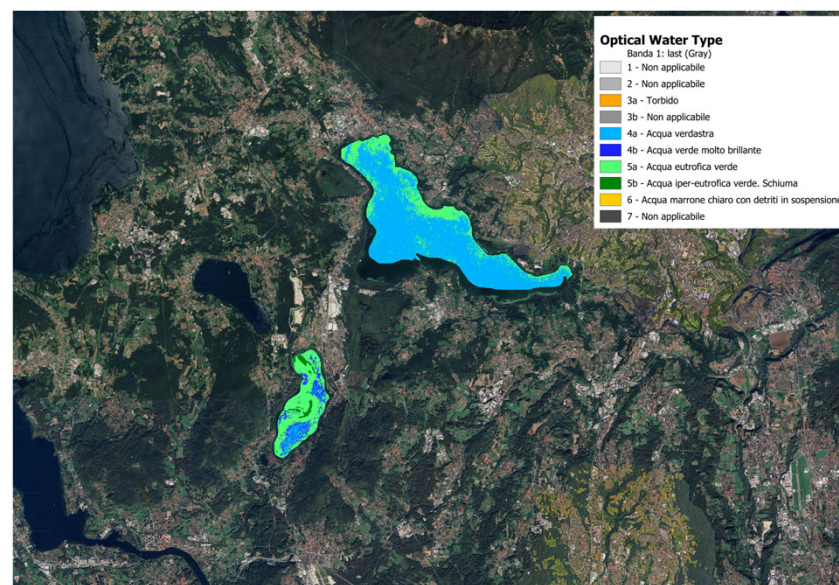 Optical Water Type
Banda 1: last (Gray)
1 - Non applicabile
2 - Non applicabile
3a - Torbido
3b - Non applicabile
4a - Acqua verdastra
4b - Acqua verde molto brillante
5a - Acqua eutrofica verde
5b - Acqua iper-eutrofica verde. Schiuma
6 - Acqua marrone chiaro con detriti in sospensione
7 - Non applicabile